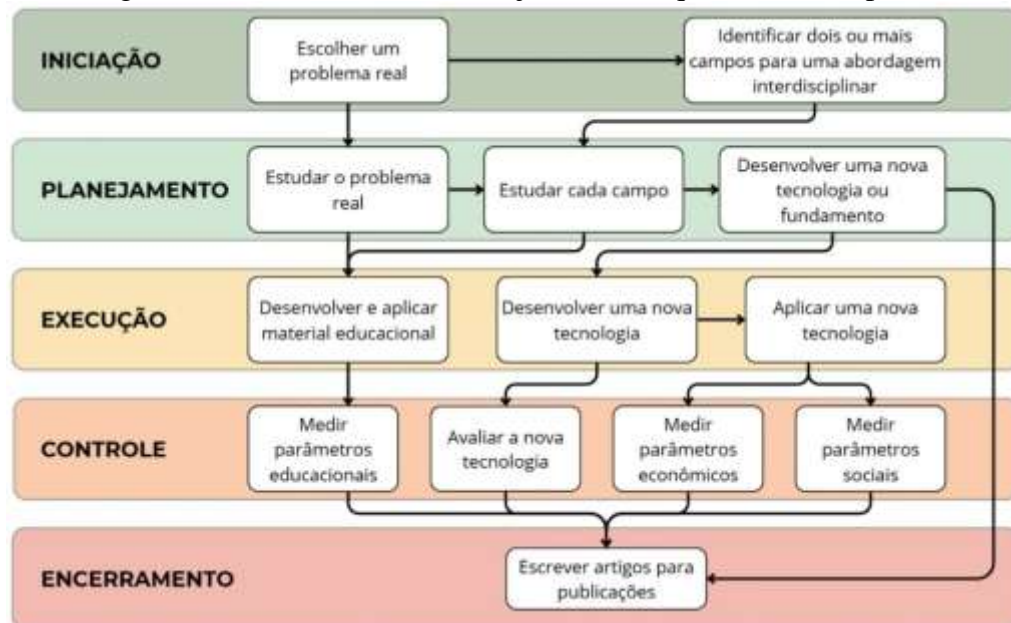 INICIAÇÃO
Escolher um
problema real
Identificar dois ou mais
campos para uma abordagem
interdisciplinar
PLANEJAMENTO
Estudar o problema
real
Estudar cada campo
Desenvolver uma nova
tecnologia ou
fundamento
EXECUÇÃO
Desenvolver e aplicar
material educacional
Desenvolver uma nova
tecnologia
Aplicar uma nova
tecnologia
CONTROLE
Medir
parâmetros
educacionais
Avaliar a nova
tecnologia
Medir
parâmetros
econômicos
Medir
parâmetros
sociais
ENCERRAMENTO
Escrever artigos para
publicações